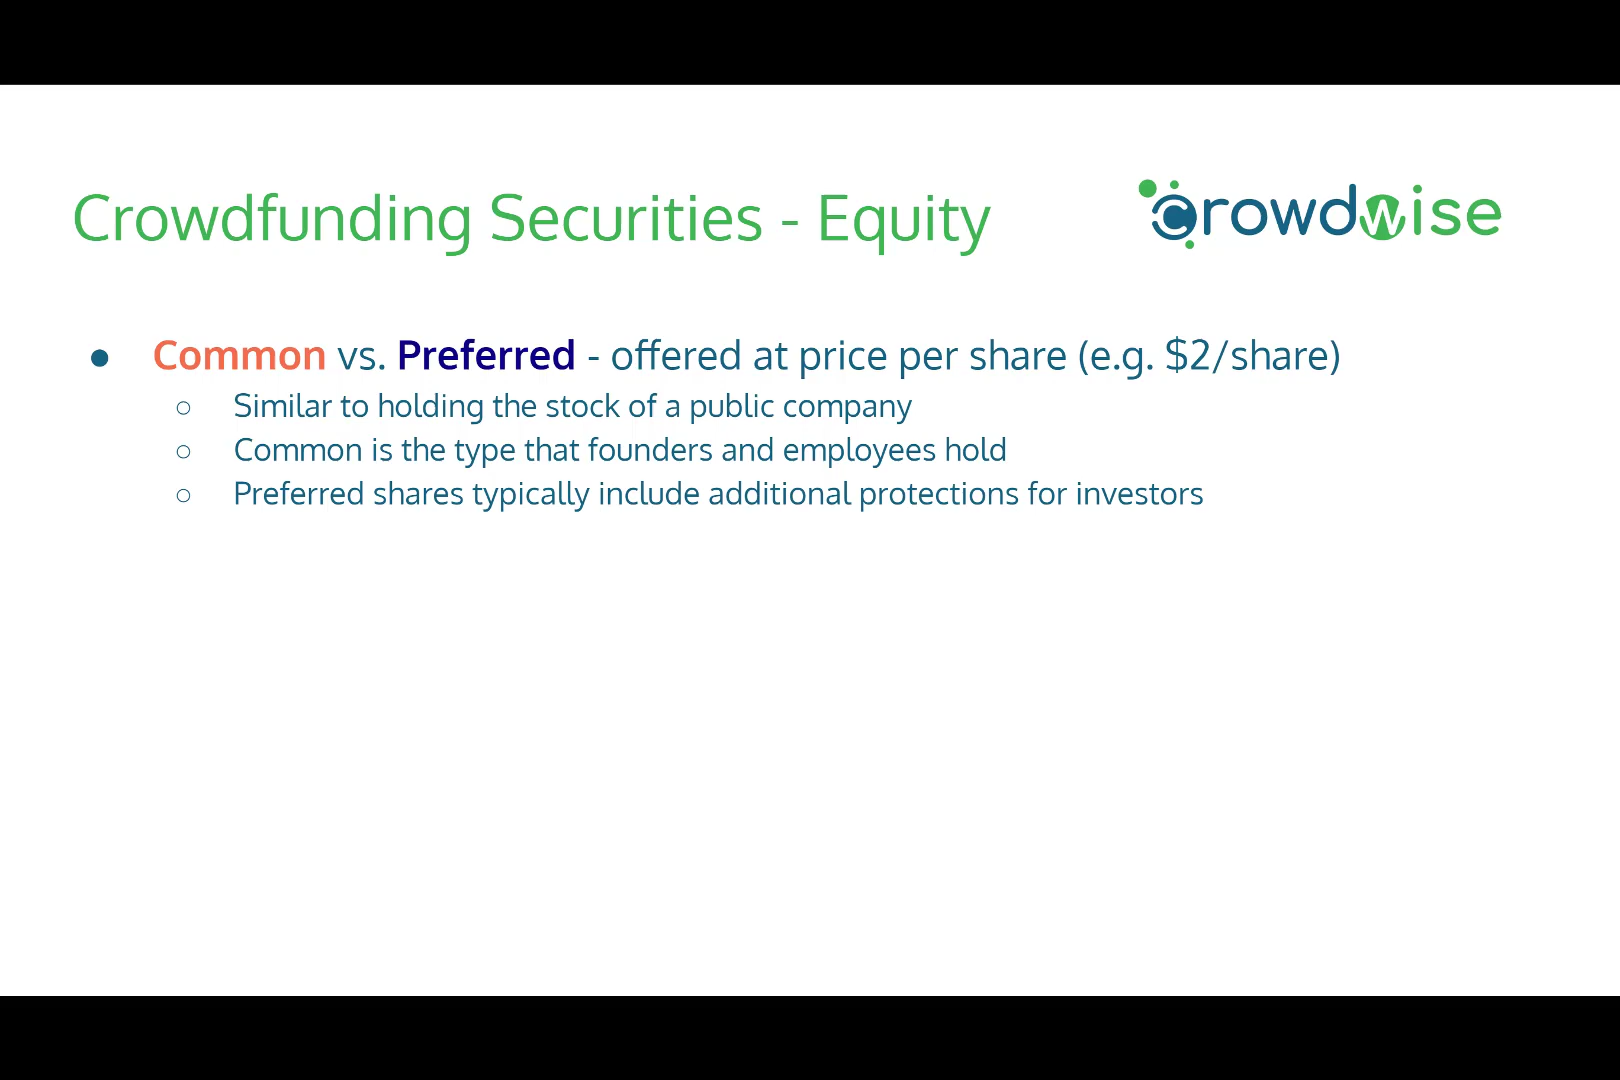 Crowdfunding Securities - Equity
crowdwise
● Common vs. Preferred - offered at price per share (e.g. $2/share)
○ Similar to holding the stock of a public company
○ Common is the type that founders and employees hold
○ Preferred shares typically include additional protections for investors